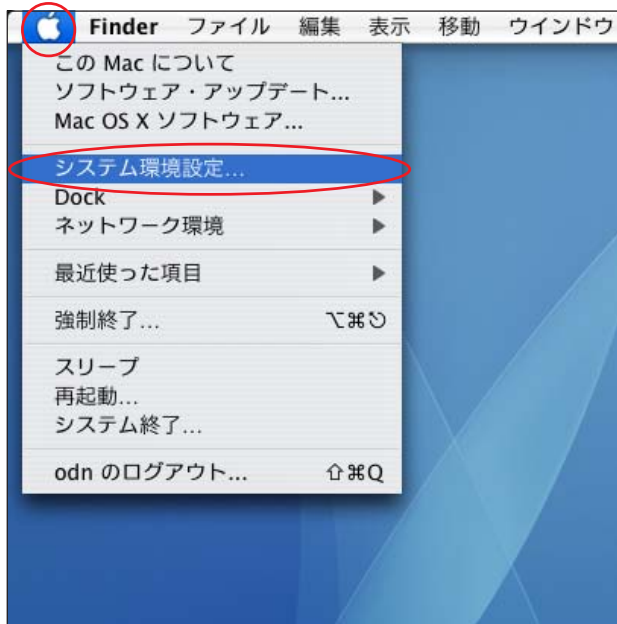 Finder ファイル 編集 表示 移動 ウインドウ
この Mac について
ソフトウェア・アップデート...
Mac OS X ソフトウェア...
システム環境設定...
Dock ▶
ネットワーク環境 ▶
最近使った項目 ▶
強制終了... ⌥⌘⎋
スリープ
再起動...
システム終了...
odn のログアウト... ⇧⌘Q